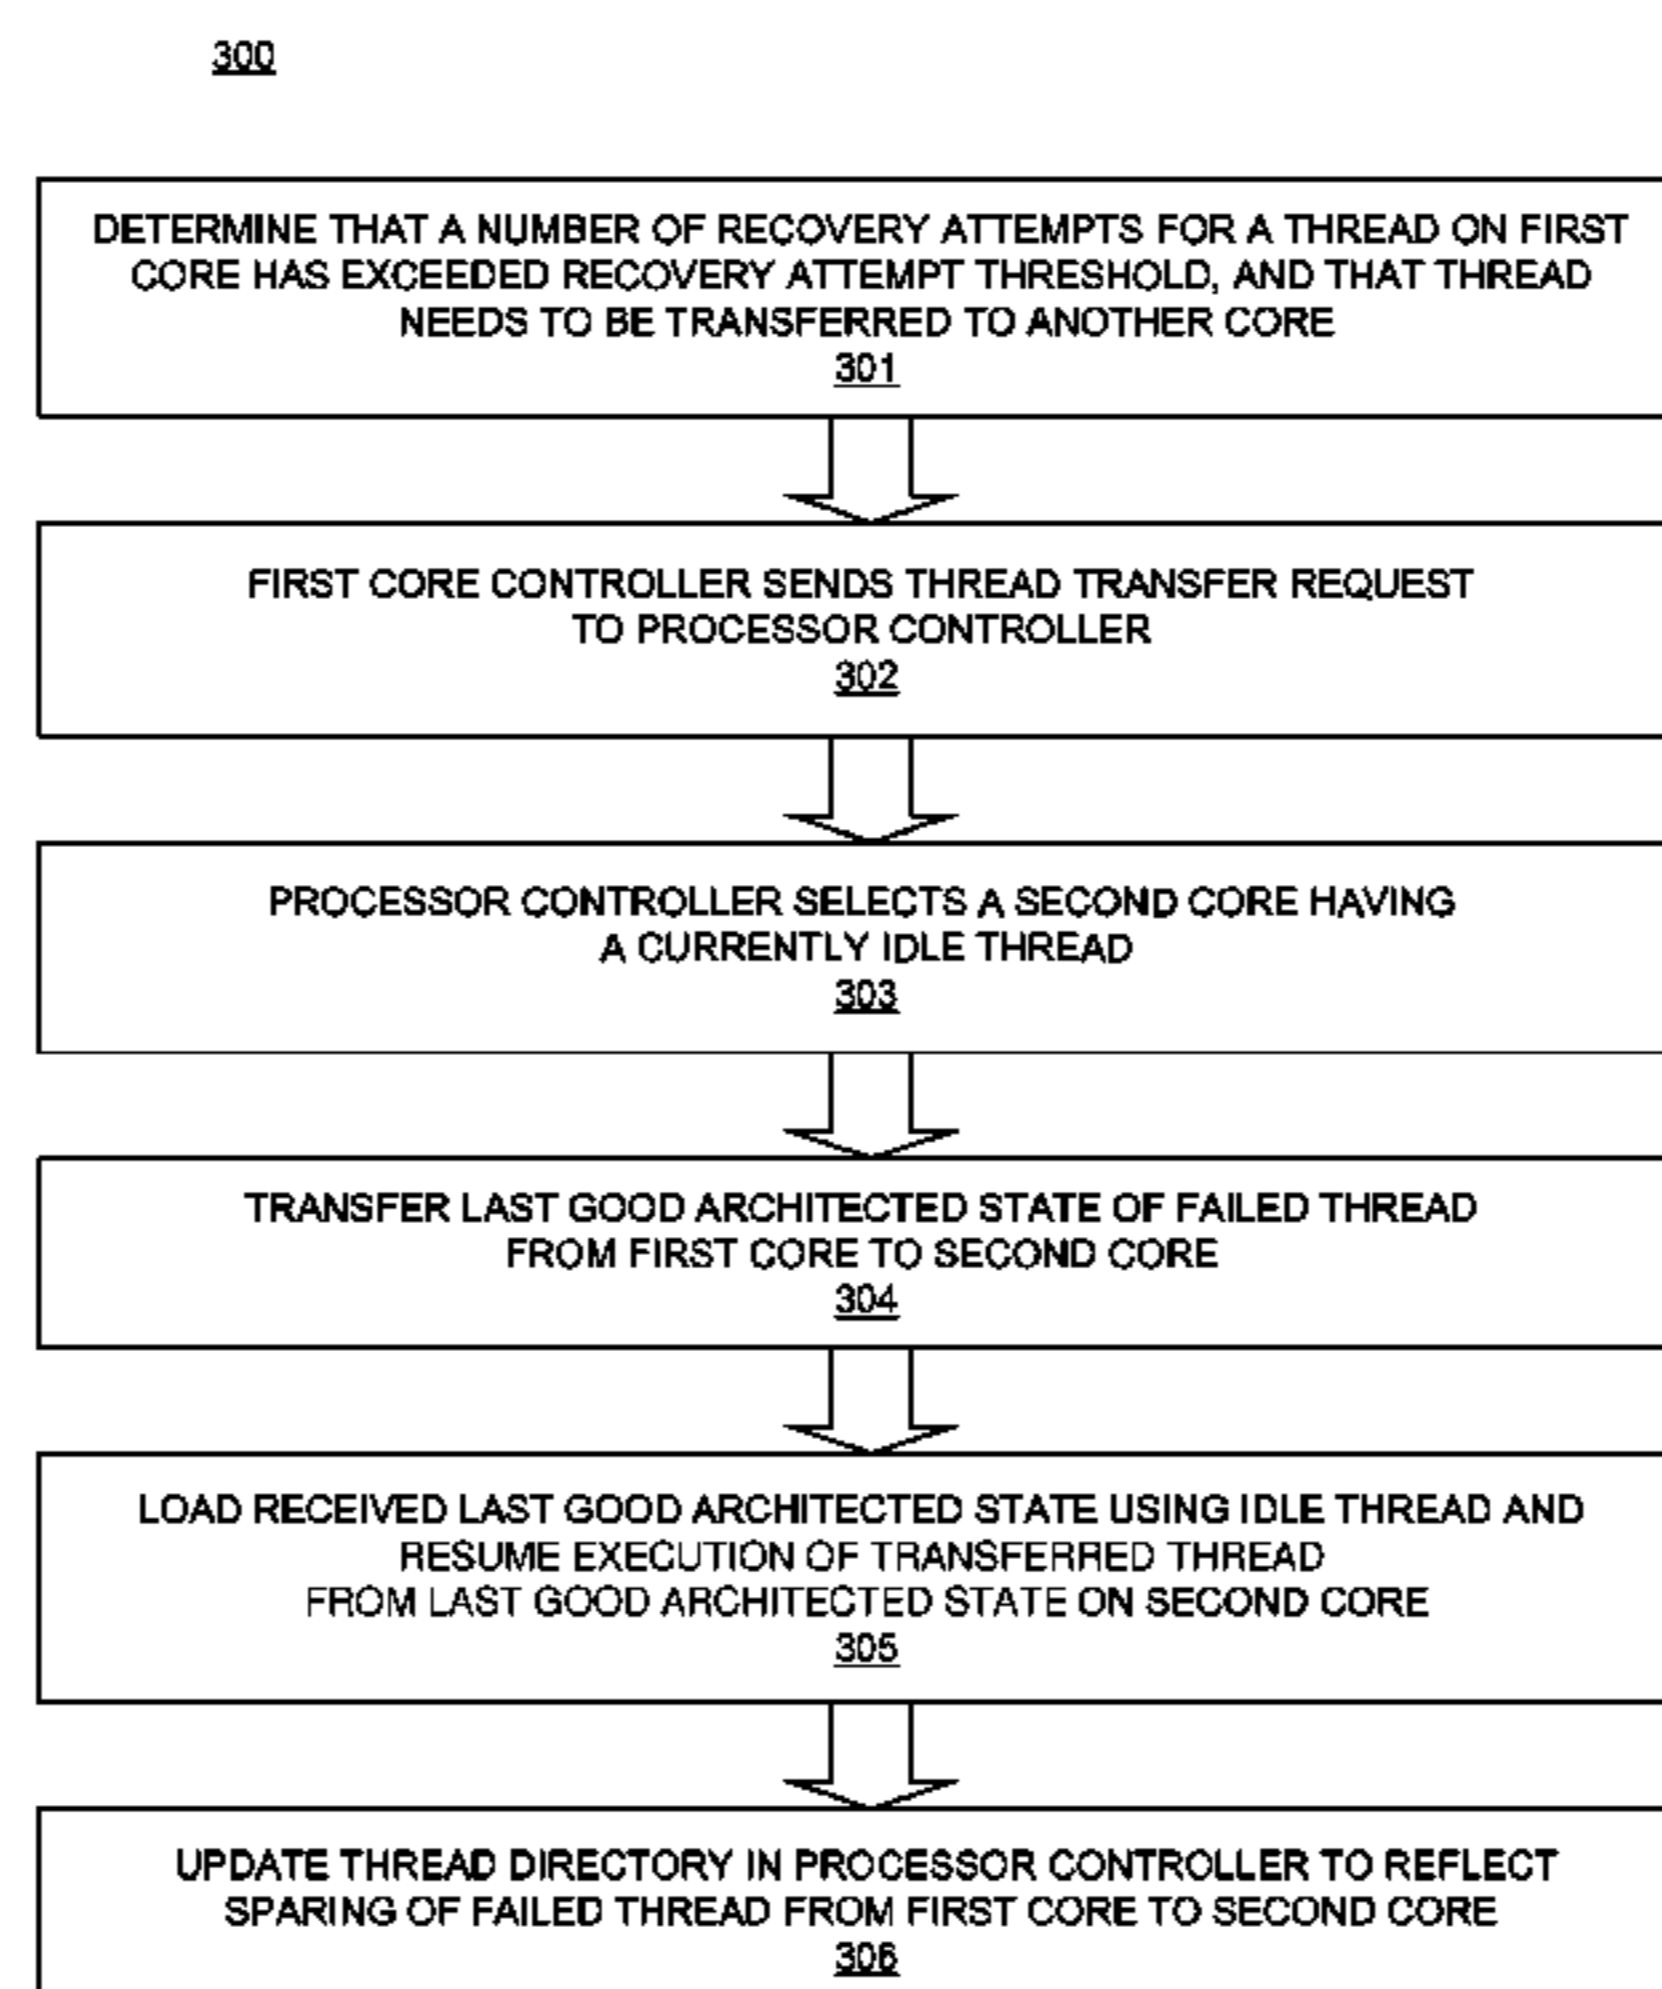 300
DETERMINE THAT A NUMBER OF RECOVERY ATTEMPTS FOR A THREAD ON FIRST
CORE HAS EXCEEDED RECOVERY ATTEMPT THRESHOLD, AND THAT THREAD
NEEDS TO BE TRANSFERRED TO ANOTHER CORE
301
FIRST CORE CONTROLLER SENDS THREAD TRANSFER REQUEST
TO PROCESSOR CONTROLLER
302
PROCESSOR CONTROLLER SELECTS A SECOND CORE HAVING
A CURRENTLY IDLE THREAD
303
TRANSFER LAST GOOD ARCHITECTED STATE OF FAILED THREAD
FROM FIRST CORE TO SECOND CORE
304
LOAD RECEIVED LAST GOOD ARCHITECTED STATE USING IDLE THREAD AND
RESUME EXECUTION OF TRANSFERRED THREAD
FROM LAST GOOD ARCHITECTED STATE ON SECOND CORE
305
UPDATE THREAD DIRECTORY IN PROCESSOR CONTROLLER TO REFLECT
SPARING OF FAILED THREAD FROM FIRST CORE TO SECOND CORE
306